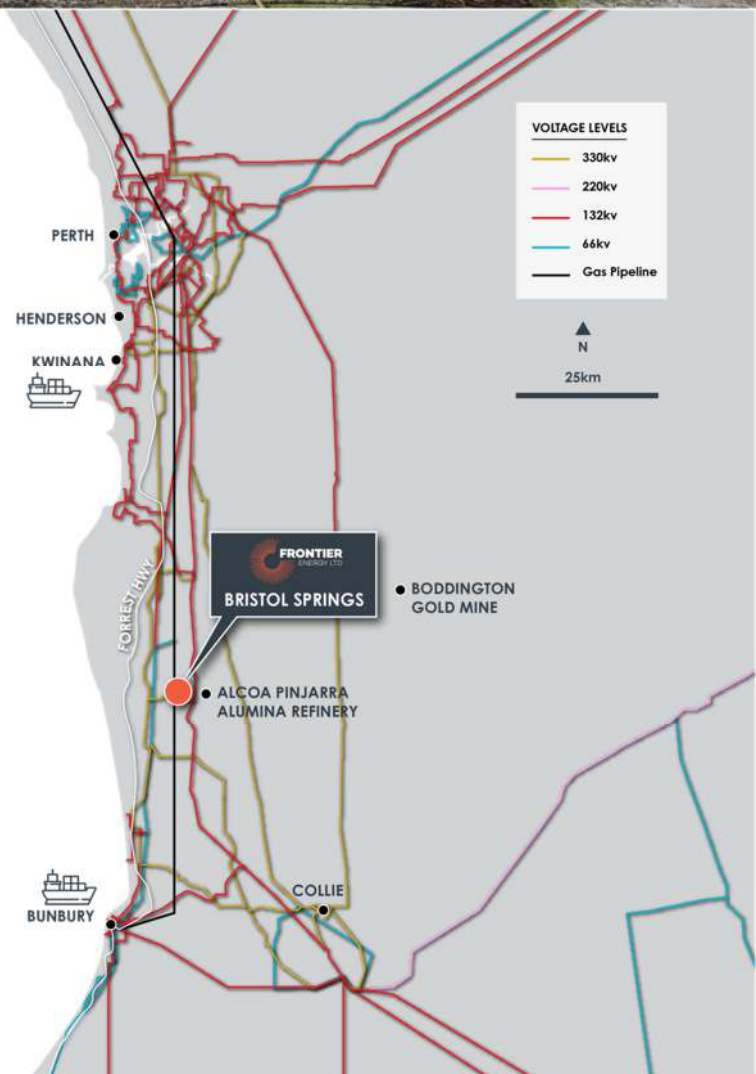 VOLTAGE LEVELS
330kv
220kv
132kv
66kv
Gas Pipeline
N
25km
PERTH
HENDERSON
KWINANA
FORREST HWY
FRONTIER
ENERGY LTD
BRISTOL SPRINGS
BODDINGTON
GOLD MINE
ALCOA PINJARRA
ALUMINA REFINERY
COLLIE
BUNBURY